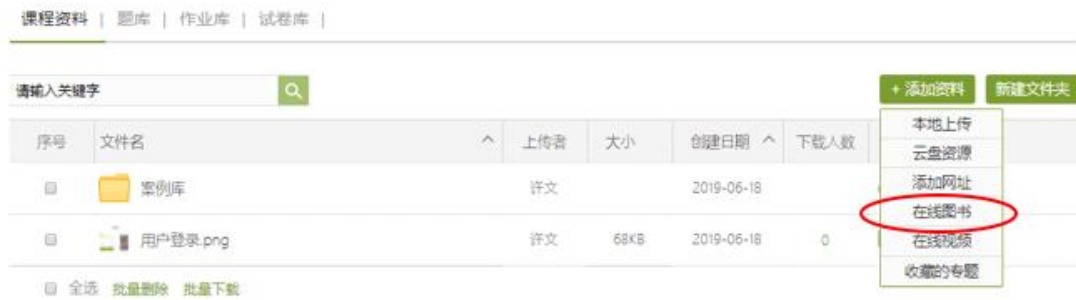 课程资料 | 题库 | 作业库 | 试卷库 |
请输入关键字
+ 添加资料 新建文件夹
序号 文件名 上传者 大小 创建日期 下载人数
本地上传
云盘资源
案例库 许文 2019-06-18 添加网址
在线图书
用户登录.png 许文 68KB 2019-06-18 0 在线视频
收藏的专题
全选 批量删除 批量下载